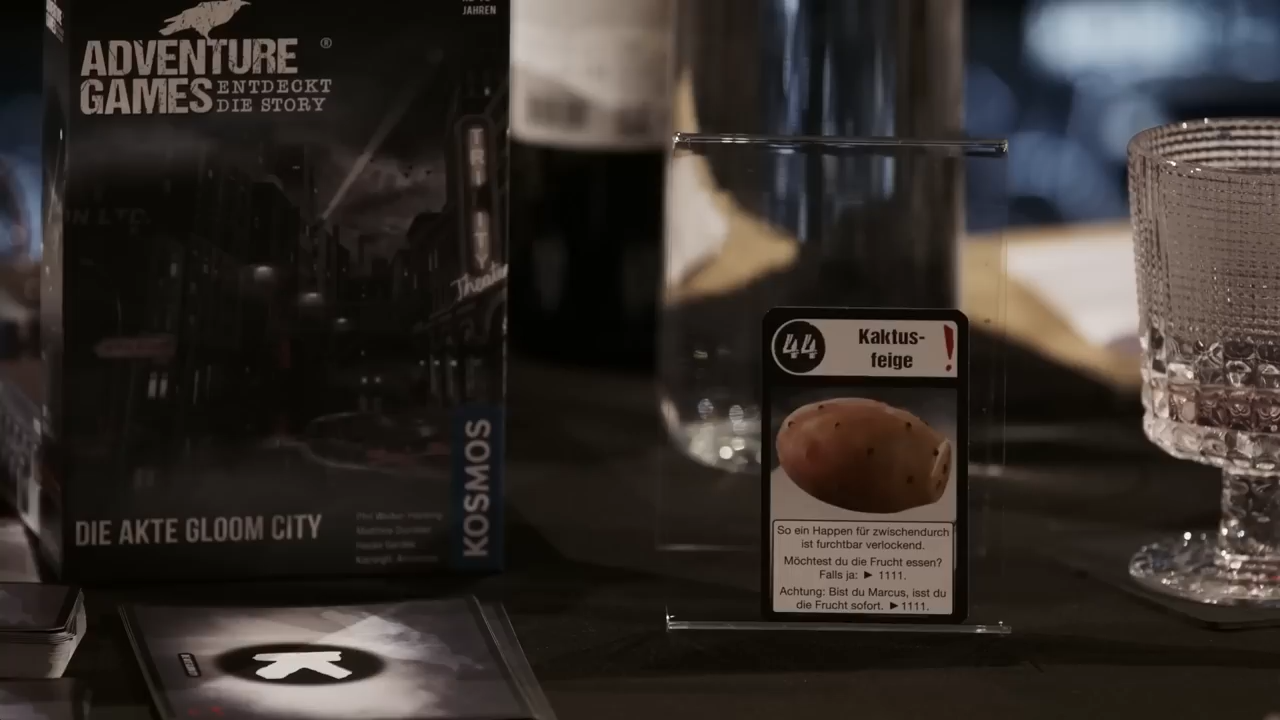 JAHREN
ADVENTURE ®
GAMES ENTDECKT
DIE STORY
TRINITY
Theater
DIE AKTE GLOOM CITY
KOSMOS
44
Kaktus-
feige
!
So ein Happen für zwischendurch
ist furchtbar verlockend.
Möchtest du die Frucht essen?
Falls ja: ► 1111.
Achtung: Bist du Marcus, isst du
die Frucht sofort. ►1111.